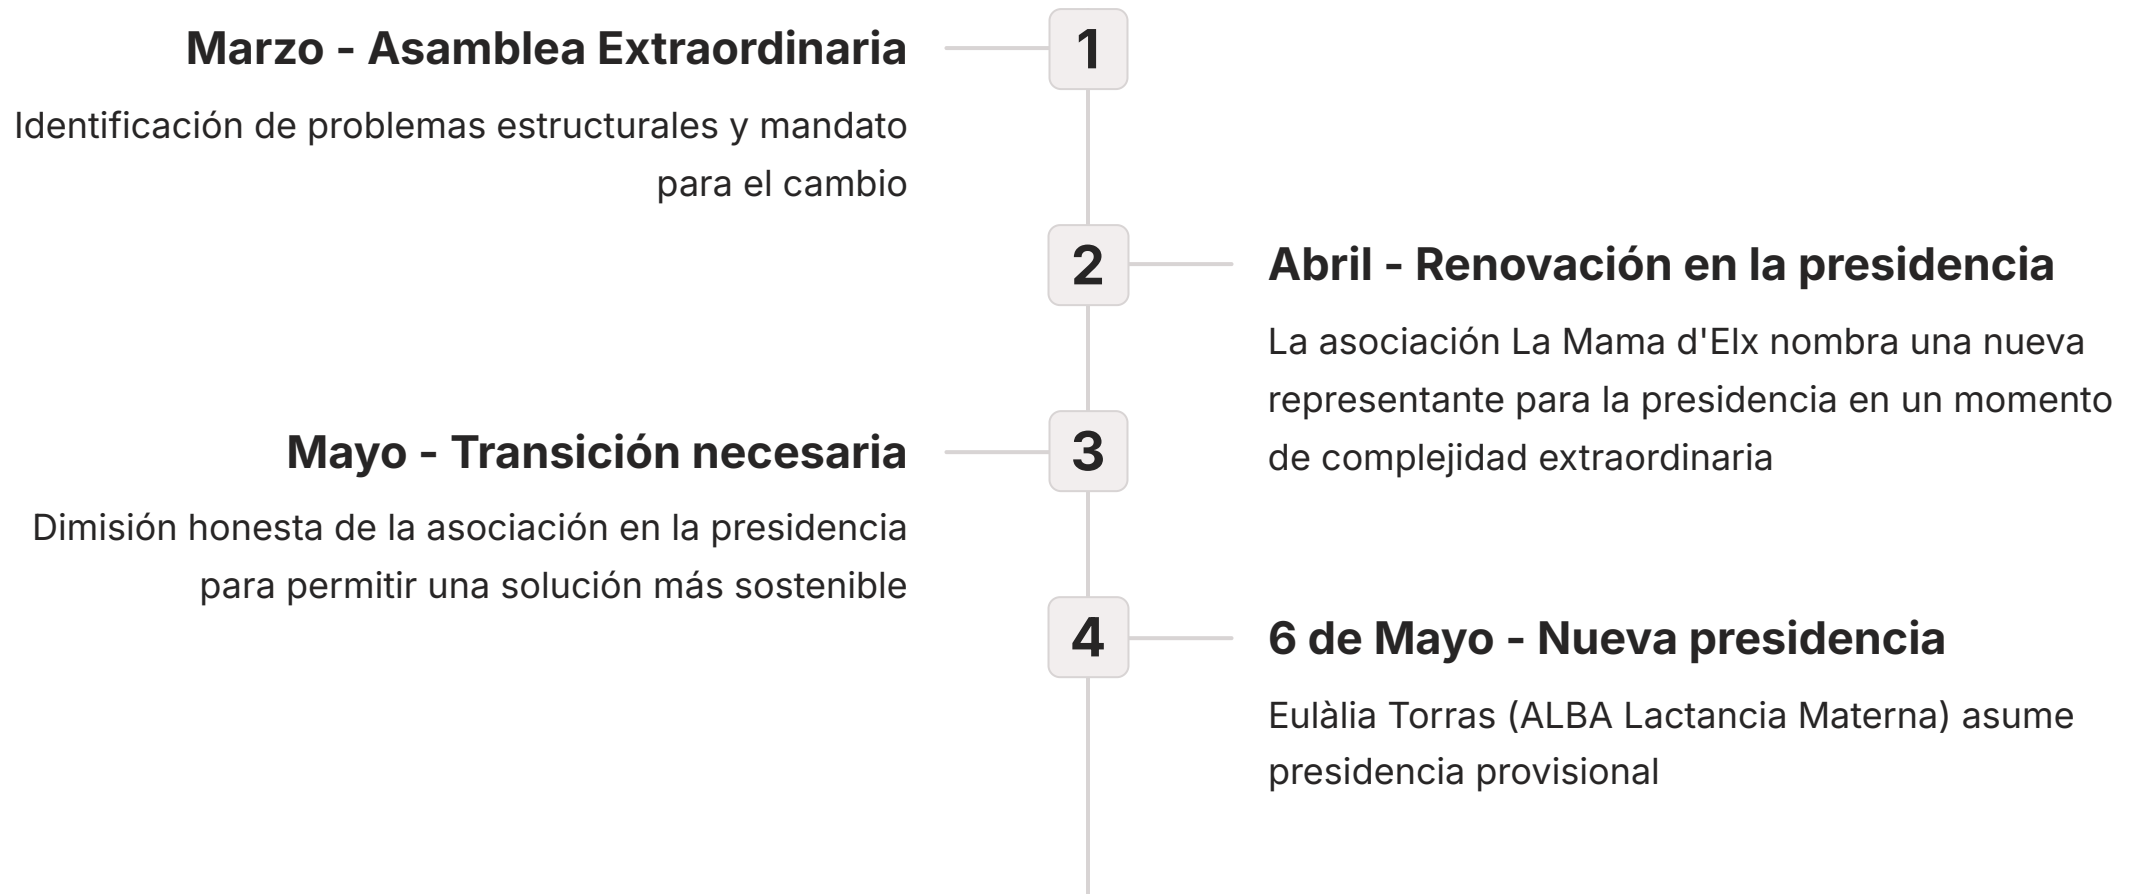 1
Marzo - Asamblea Extraordinaria
Identificación de problemas estructurales y mandato
para el cambio
2
Abril - Renovación en la presidencia
La asociación La Mama d'Elx nombra una nueva
representante para la presidencia en un momento
de complejidad extraordinaria
3
Mayo - Transición necesaria
Dimisión honesta de la asociación en la presidencia
para permitir una solución más sostenible
4
6 de Mayo - Nueva presidencia
Eulàlia Torras (ALBA Lactancia Materna) asume
presidencia provisional